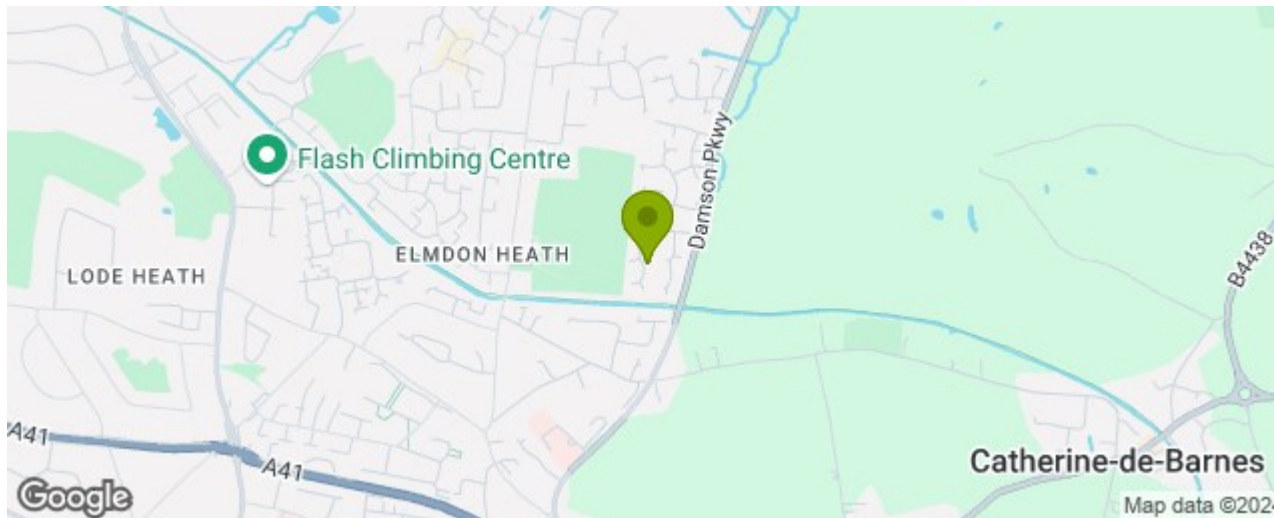 Flash Climbing Centre
Damson Pkwy
ELMDON HEATH
LODE HEATH
B4438
A41
A41
Catherine-de-Barnes
Google
Map data ©2024